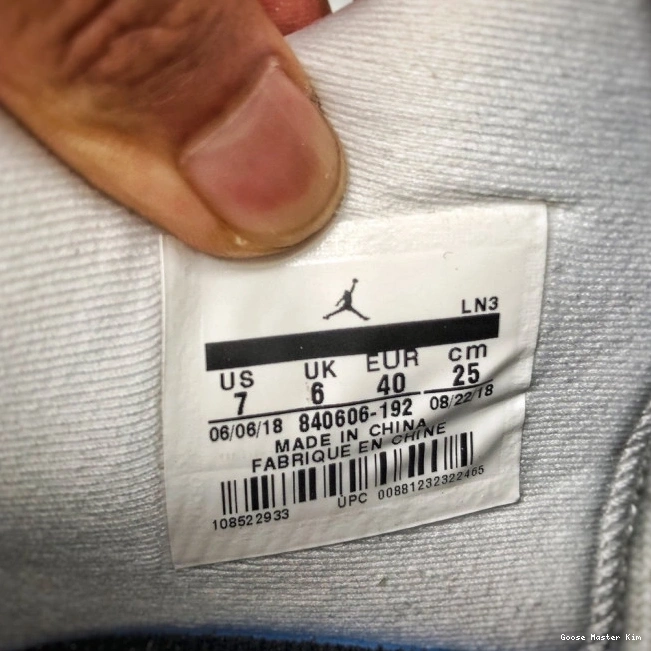 LN3
US UK EUR cm
7 6 40 25
06/06/18 840606-192 08/22/18
MADE IN CHINA
FABRIQUE EN CHINE
108522933 UPC 00881232322465
Goose Master Kim